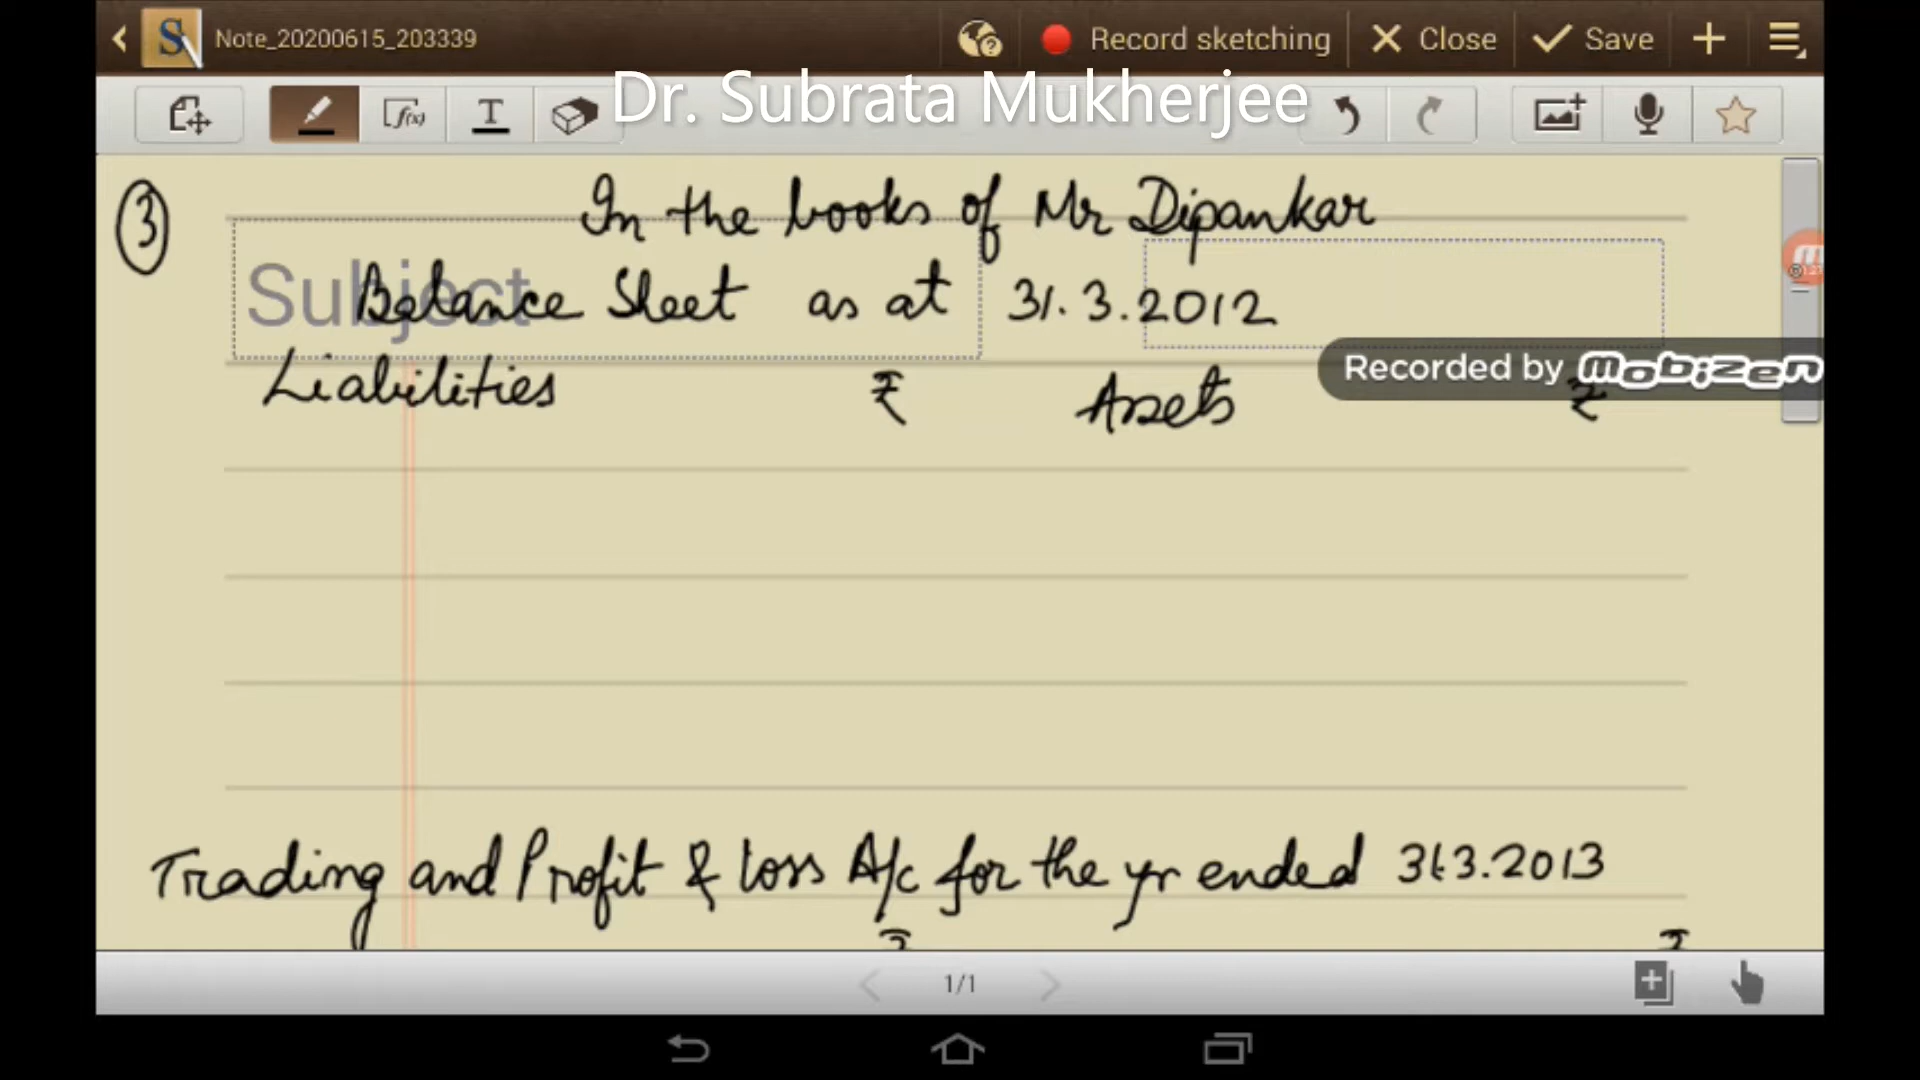 Note_20200615_203339
Record sketching
Close
Save
Dr. Subrata Mukherjee
f(x)
T
3
In the books of Mr Dipankar
Subject
Balance Sheet as at 31.3.2012
Recorded by mobizen
Liabilities ₹ Assets ₹
Trading and Profit & loss A/c for the yr ended 31.3.2013
₹ ₹
1/1